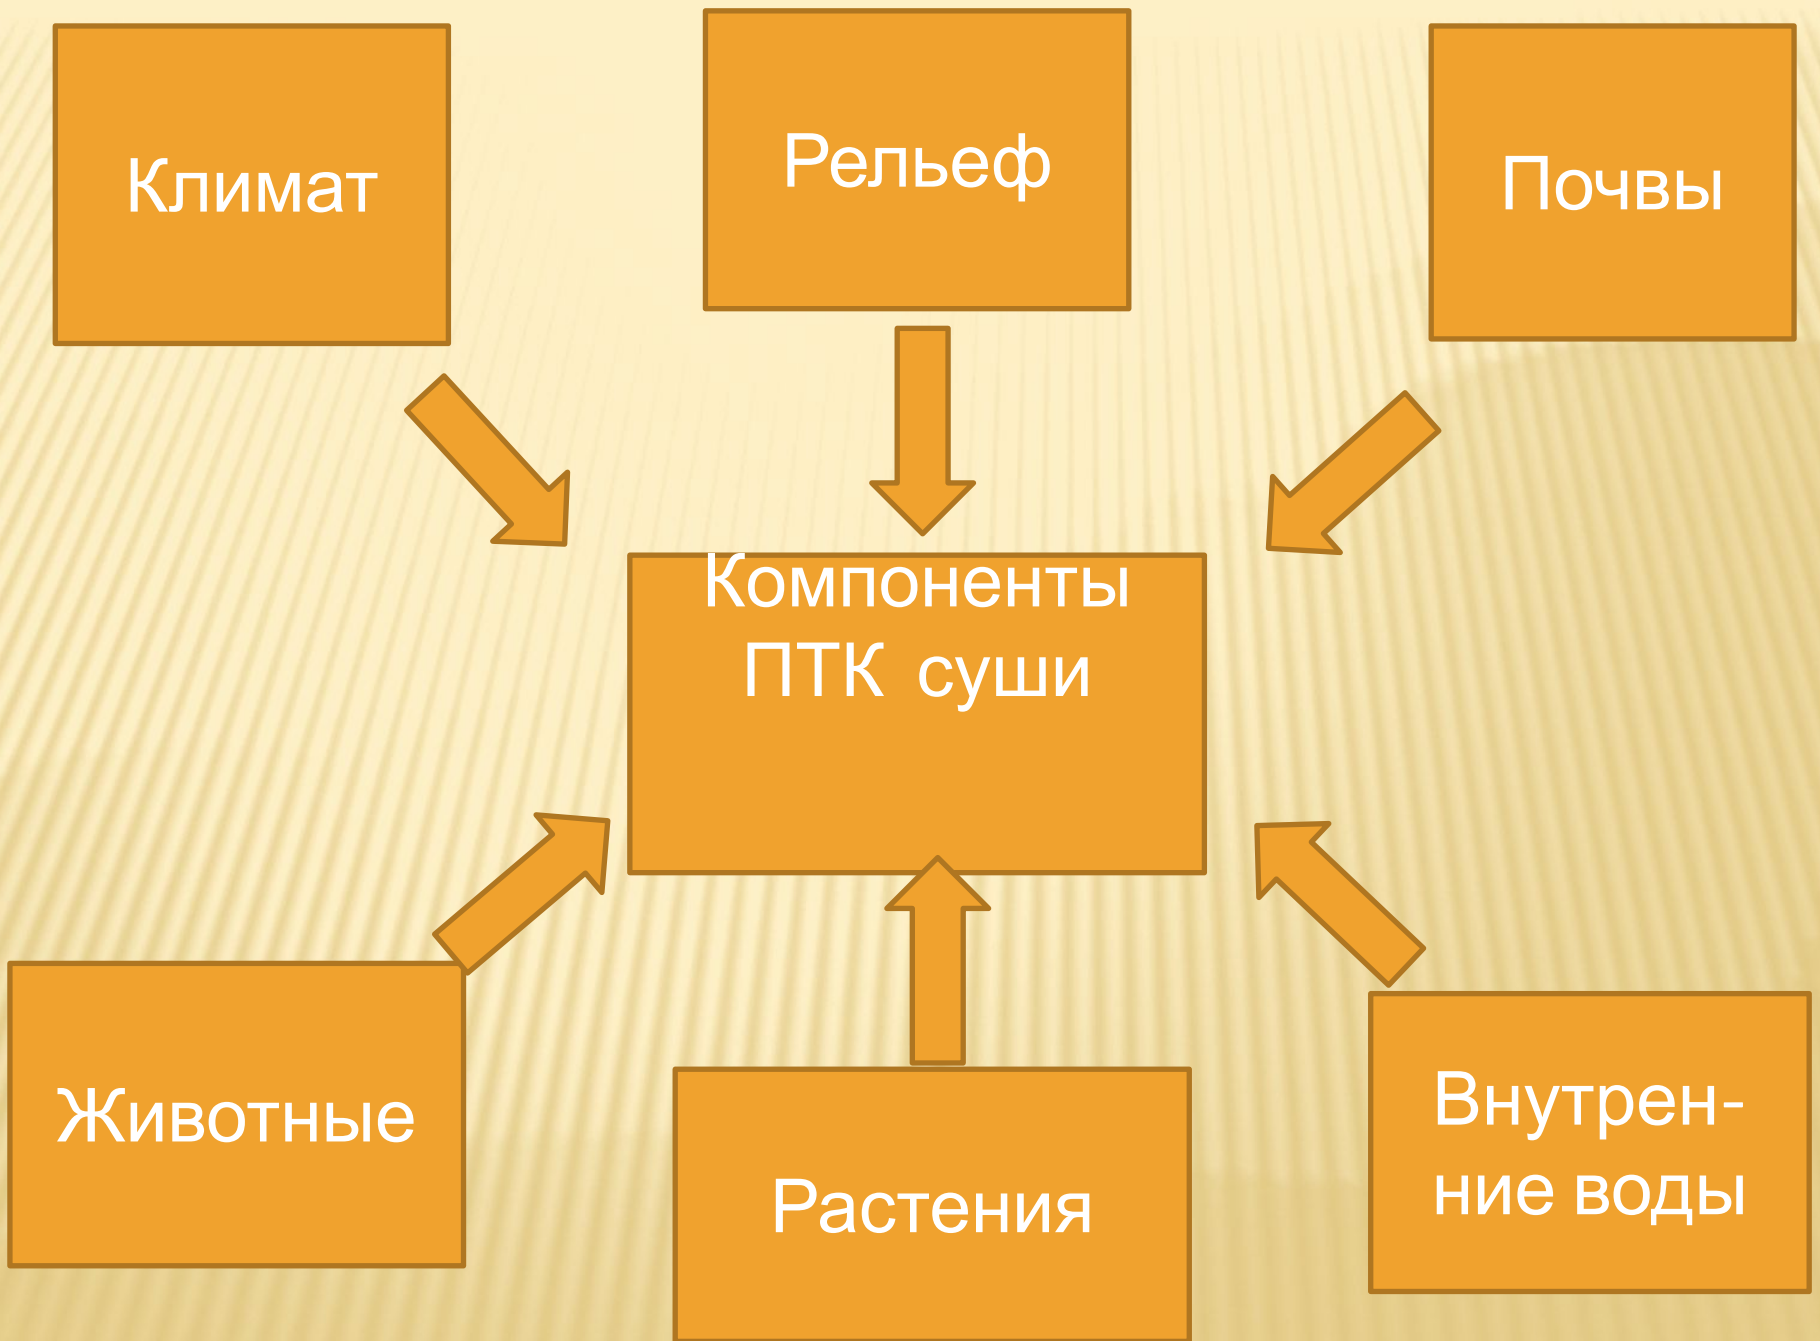 Климат
Рельеф
Почвы
Компоненты
ПТК суши
Животные
Растения
Внутрен-
ние воды